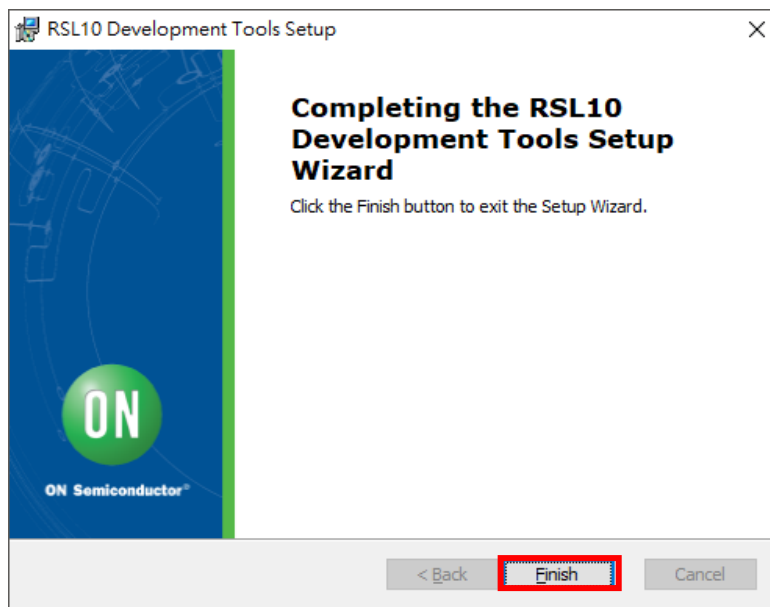 RSL10 Development Tools Setup
Completing the RSL10
Development Tools Setup
Wizard
Click the Finish button to exit the Setup Wizard.
ON
ON Semiconductor®
< Back
Finish
Cancel